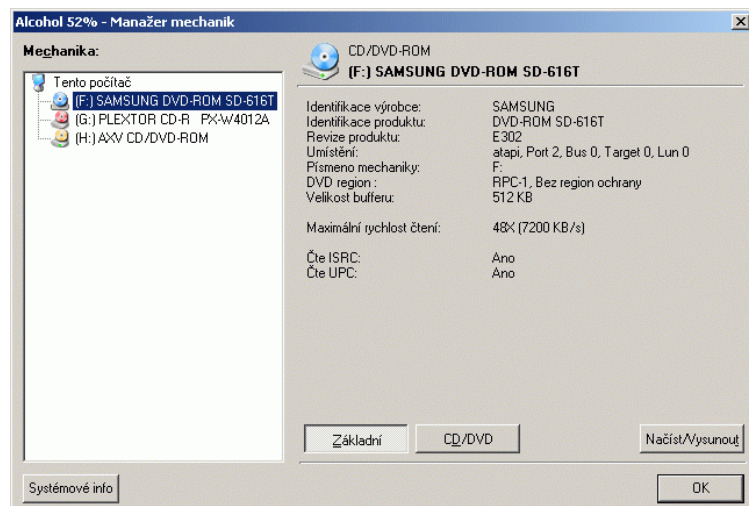 Alcohol 52% - Manažer mechanik
Mechanika:
Tento počítač
(F:) SAMSUNG DVD-ROM SD-616T
(G:) PLEXTOR CD-R PX-W4012A
(H:) AXV CD/DVD-ROM
CD/DVD-ROM
(F:) SAMSUNG DVD-ROM SD-616T
Identifikace výrobce: SAMSUNG
Identifikace produktu: DVD-ROM SD-616T
Revize produktu: E302
Umístění: atapi, Port 2, Bus 0, Target 0, Lun 0
Písmeno mechaniky: F:
DVD region : RPC-1, Bez region ochrany
Velikost bufferu: 512 KB
Maximální rychlost čtení: 48X (7200 KB/s)
Čte ISRC: Ano
Čte UPC: Ano
Základní
CD/DVD
Načíst/Vysunout
Systémové info
OK